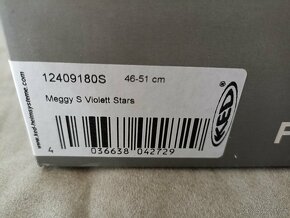 12409180S 46-51 cm
Meggy S Violett Stars
KED
www.ked-helmsysteme.com
4 036638 042729